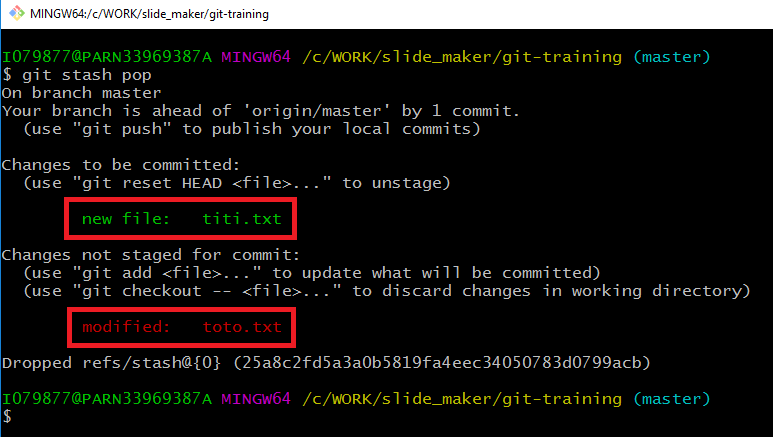 MINGW64:/c/WORK/slide_maker/git-training
I079877@PARN33969387A MINGW64 /c/WORK/slide_maker/git-training (master)
$ git stash pop
On branch master
Your branch is ahead of 'origin/master' by 1 commit.
  (use "git push" to publish your local commits)
Changes to be committed:
  (use "git reset HEAD <file>..." to unstage)
new file:   titi.txt
Changes not staged for commit:
  (use "git add <file>..." to update what will be committed)
  (use "git checkout -- <file>..." to discard changes in working directory)
modified:   toto.txt
Dropped refs/stash@{0} (25a8c2fd5a3a0b5819fa4eec34050783d0799acb)
I079877@PARN33969387A MINGW64 /c/WORK/slide_maker/git-training (master)
$